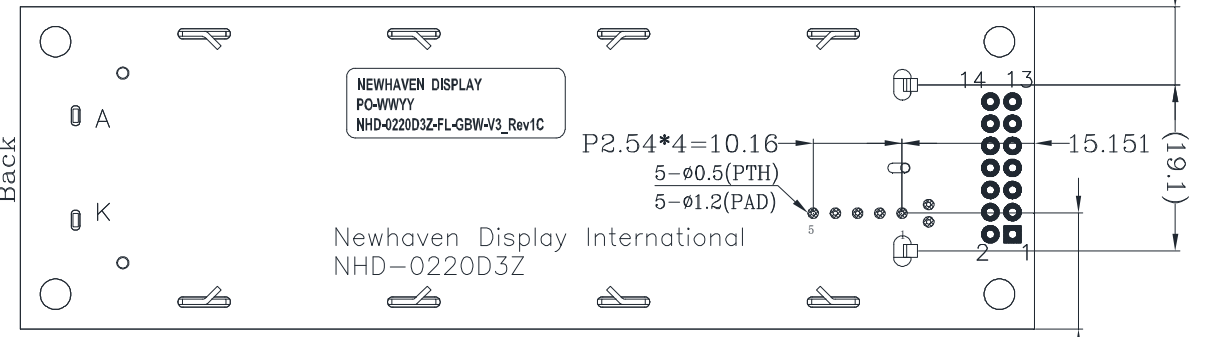 Back
14 13
NEWHAVEN DISPLAY
PO-WWYY
NHD-0220D3Z-FL-GBW-V3_Rev1C
A
P2.54*4=10.16
15.151
(19.1)
5-ø0.5(PTH)
5-ø1.2(PAD)
K
5
1
Newhaven Display International
NHD-0220D3Z
2 1